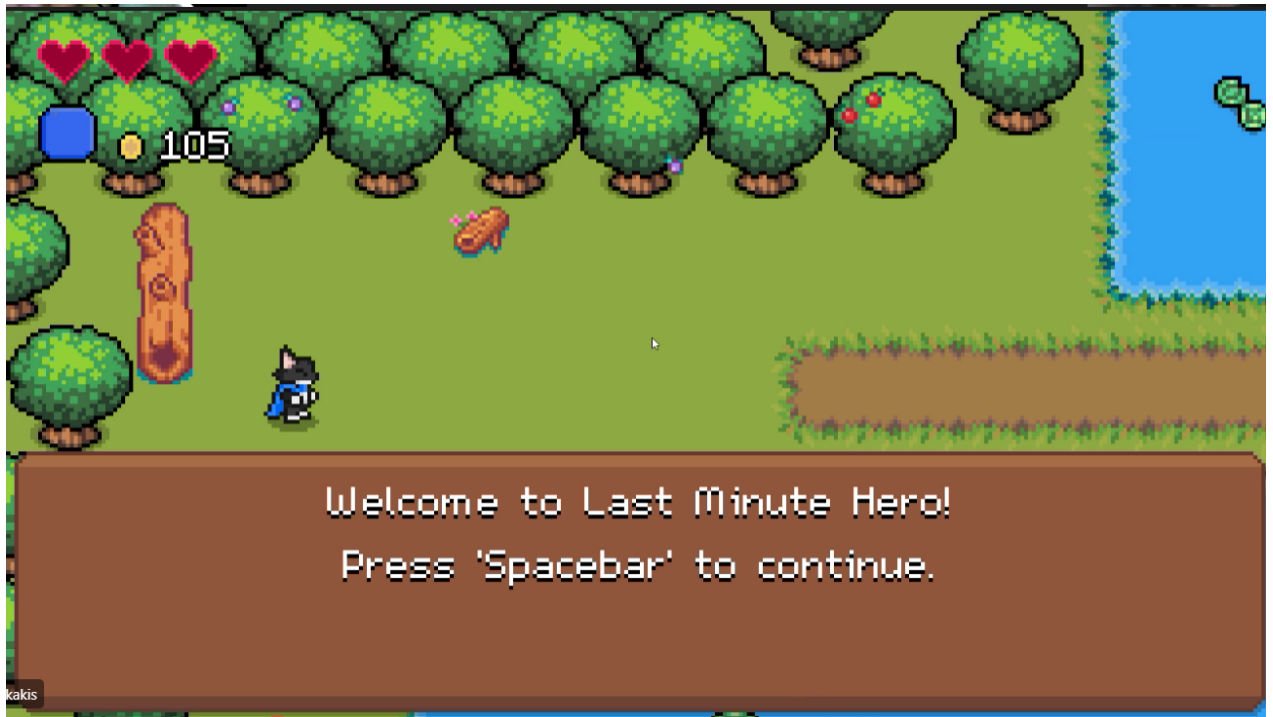 105
Welcome to Last Minute Hero!
Press 'Spacebar' to continue.
kakis